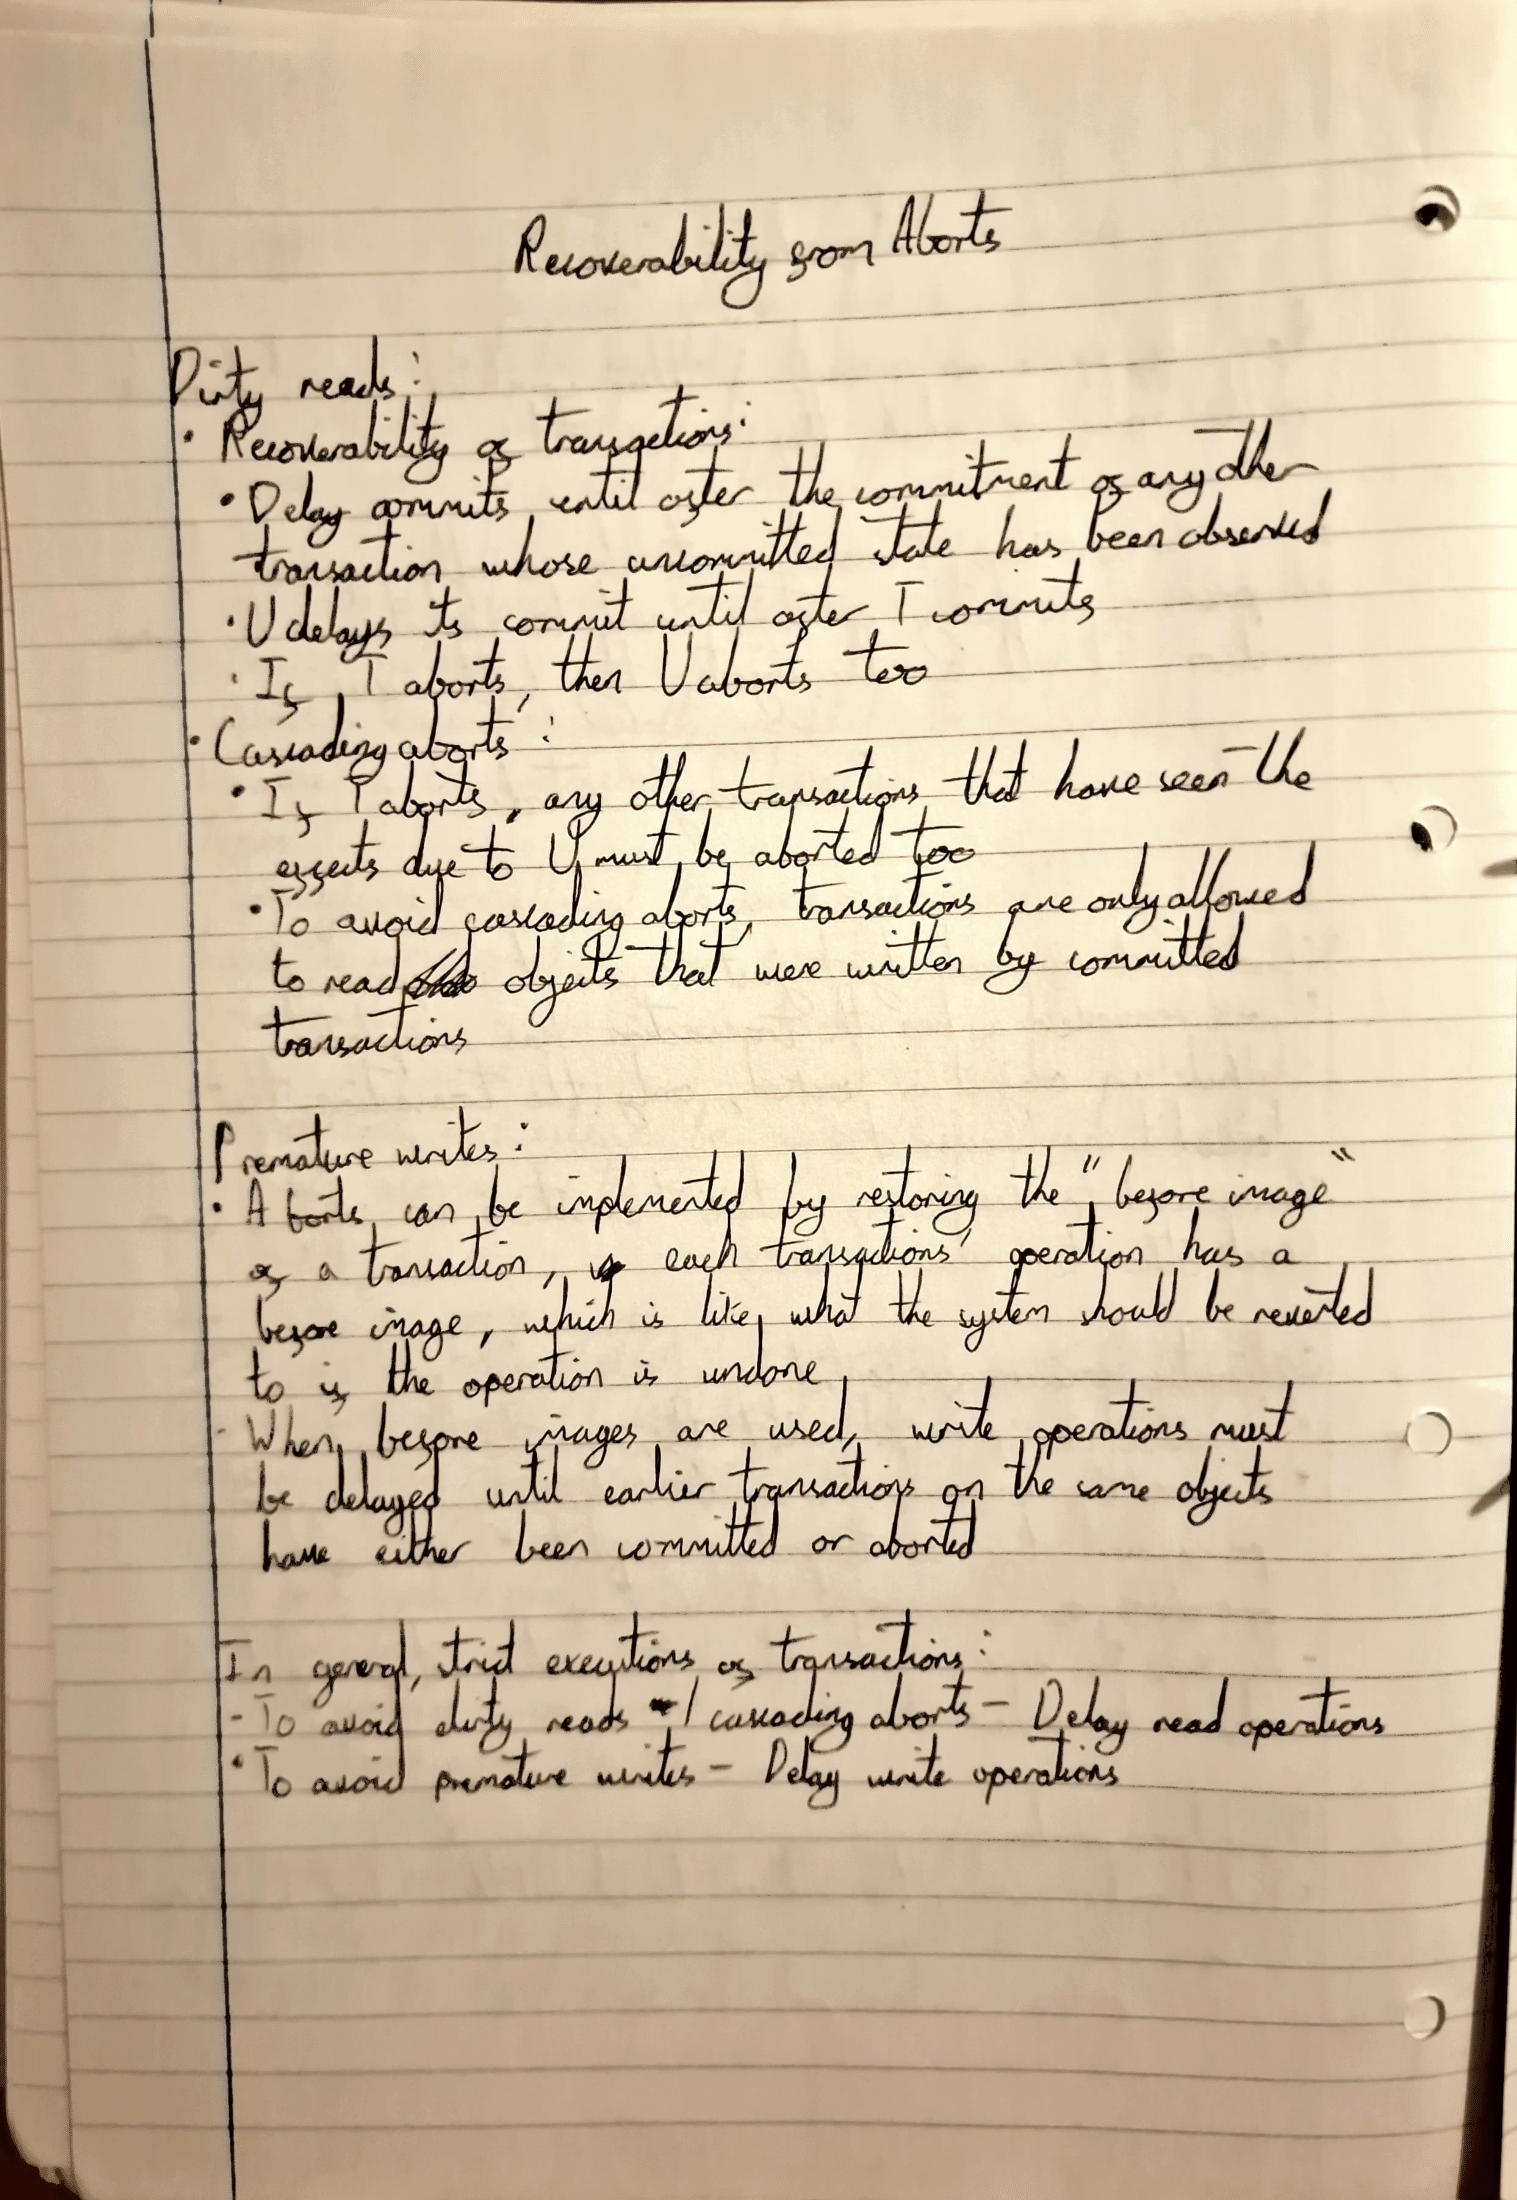 Recoverability from Aborts
Dirty reads:
• Recoverability of transactions:
• Delay commits until after the commitment of any other
transaction whose uncommitted state has been observed
• U delays its commit until after T commits
• If T aborts, then U aborts too
• Cascading aborts:
• If T aborts, any other transactions that have seen the
effects due to U must be aborted too
• To avoid cascading aborts, transactions are only allowed
to read objects that were written by committed
transactions
Premature writes:
• Aborts can be implemented by restoring the "before image"
of a transaction, each transactions' operation has a
before image, which is like what the system should be reverted
to if the operation is undone
- When before images are used, write operations must
be delayed until earlier transactions on the same objects
have either been committed or aborted
In general, strict executions of transactions:
- To avoid dirty reads / cascading aborts - Delay read operations
• To avoid premature writes - Delay write operations